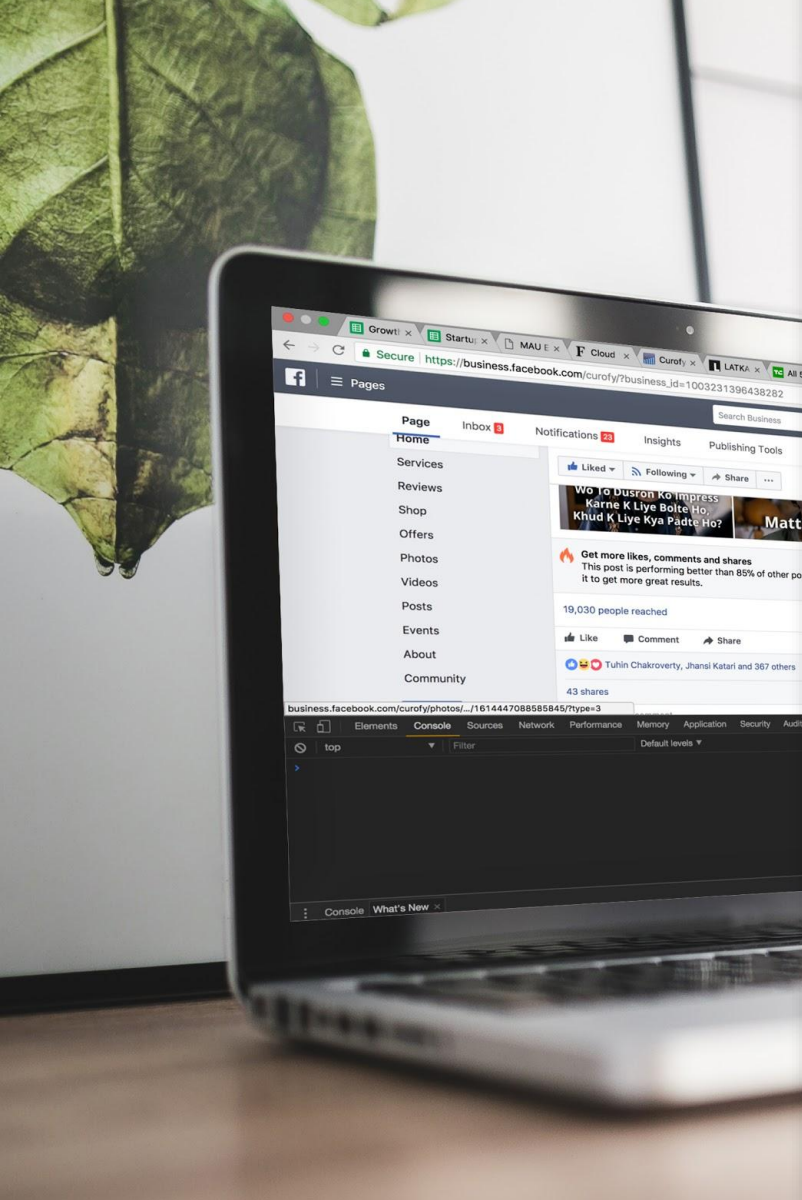 Growth
Startu
MAU E
F Cloud
Curofy
LATKA
TC All 5
Secure https://business.facebook.com/curofy/?business_id=1003231396438282
f Pages
Search Business
Page Inbox 3 Notifications 23 Insights Publishing Tools
Home
Services
Reviews
Shop
Offers
Photos
Videos
Posts
Events
About
Community
Liked Following Share ...
Wo To Dusron Ko Impress
Karne K Liye Bolte Ho,
Khud K Liye Kya Padte Ho?
Matt
Get more likes, comments and shares
This post is performing better than 85% of other po
it to get more great results.
19,030 people reached
Like Comment Share
Tuhin Chakroverty, Jhansi Katari and 367 others
43 shares
business.facebook.com/curofy/photos/.../1614447088585845/?type=3
Elements Console Sources Network Performance Memory Application Security Audit
top Filter Default levels
Console What's New